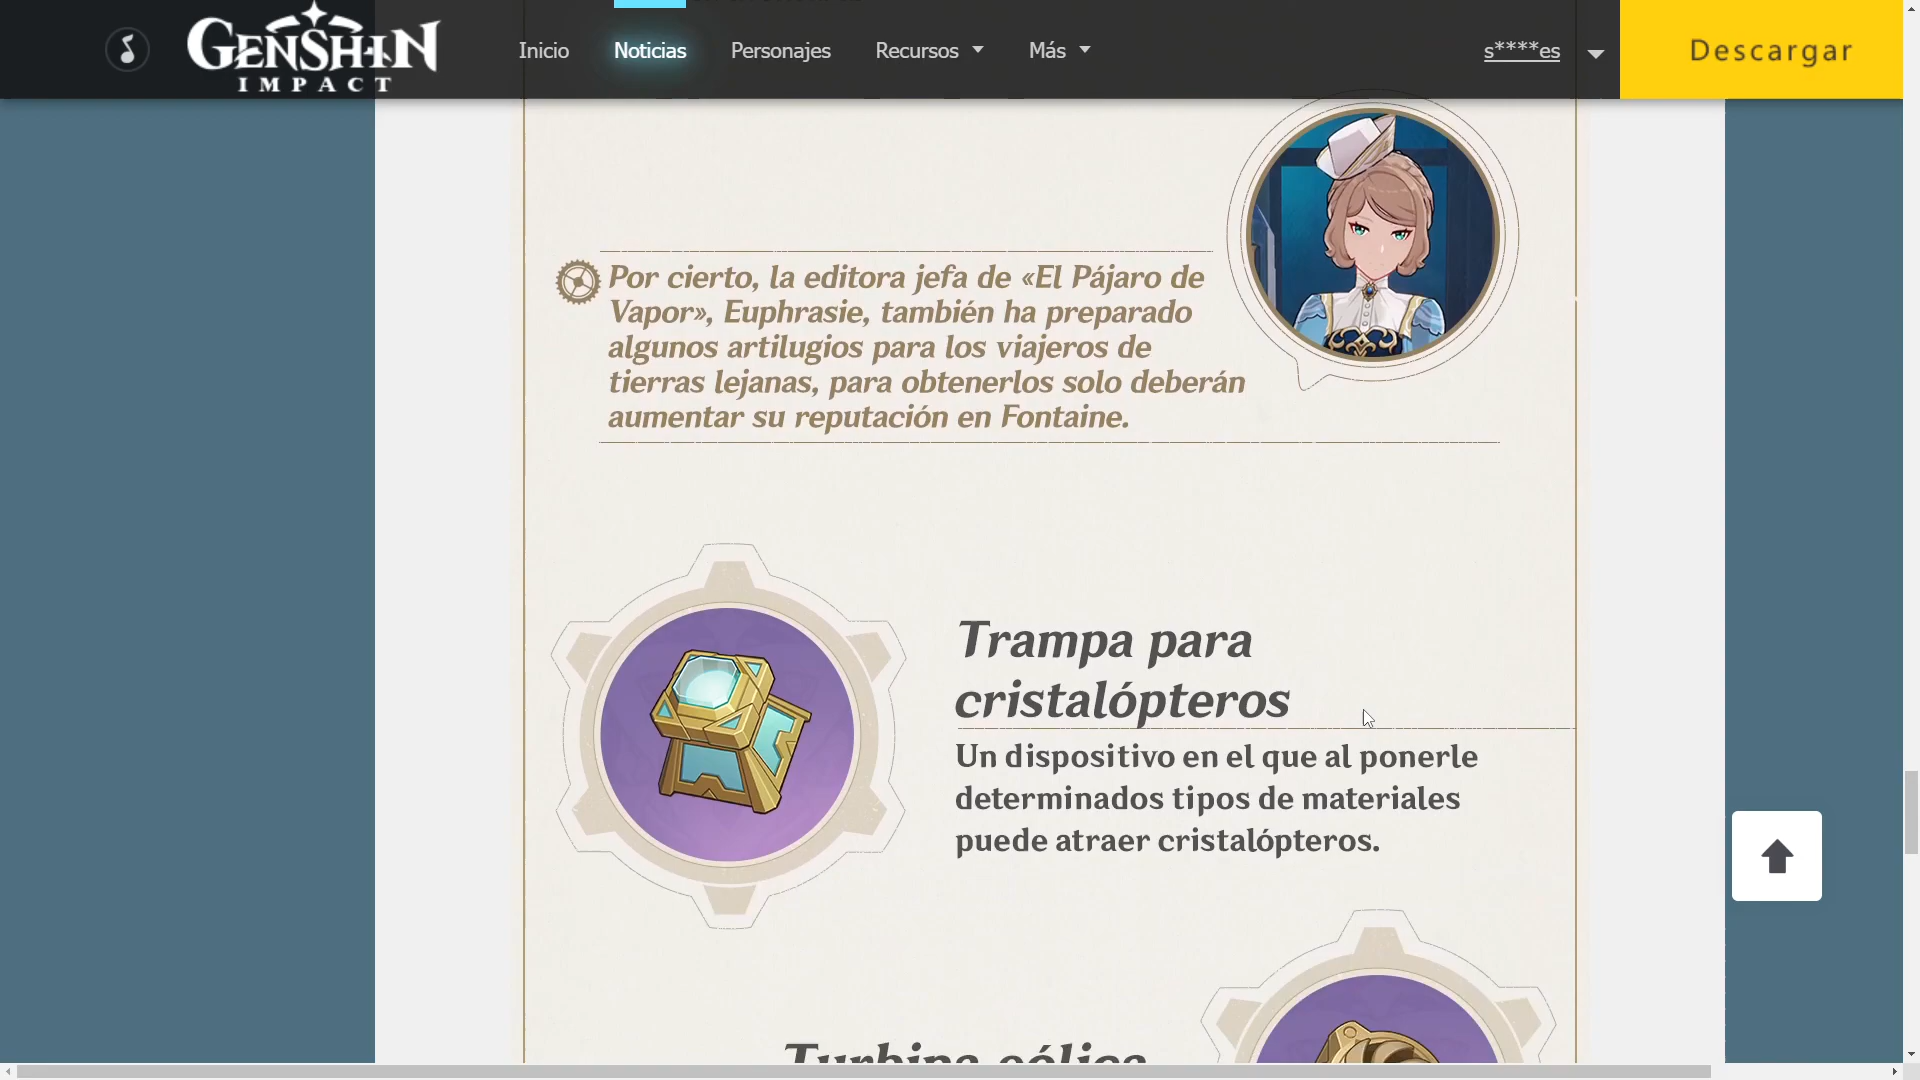 GENSHIN
IMPACT
Inicio
Noticias
Personajes
Recursos
Más
s****es
Descargar
Por cierto, la editora jefa de «El Pájaro de
Vapor», Euphrasie, también ha preparado
algunos artilugios para los viajeros de
tierras lejanas, para obtenerlos solo deberán
aumentar su reputación en Fontaine.
Trampa para
cristalópteros
Un dispositivo en el que al ponerle
determinados tipos de materiales
puede atraer cristalópteros.
Turbina eólica